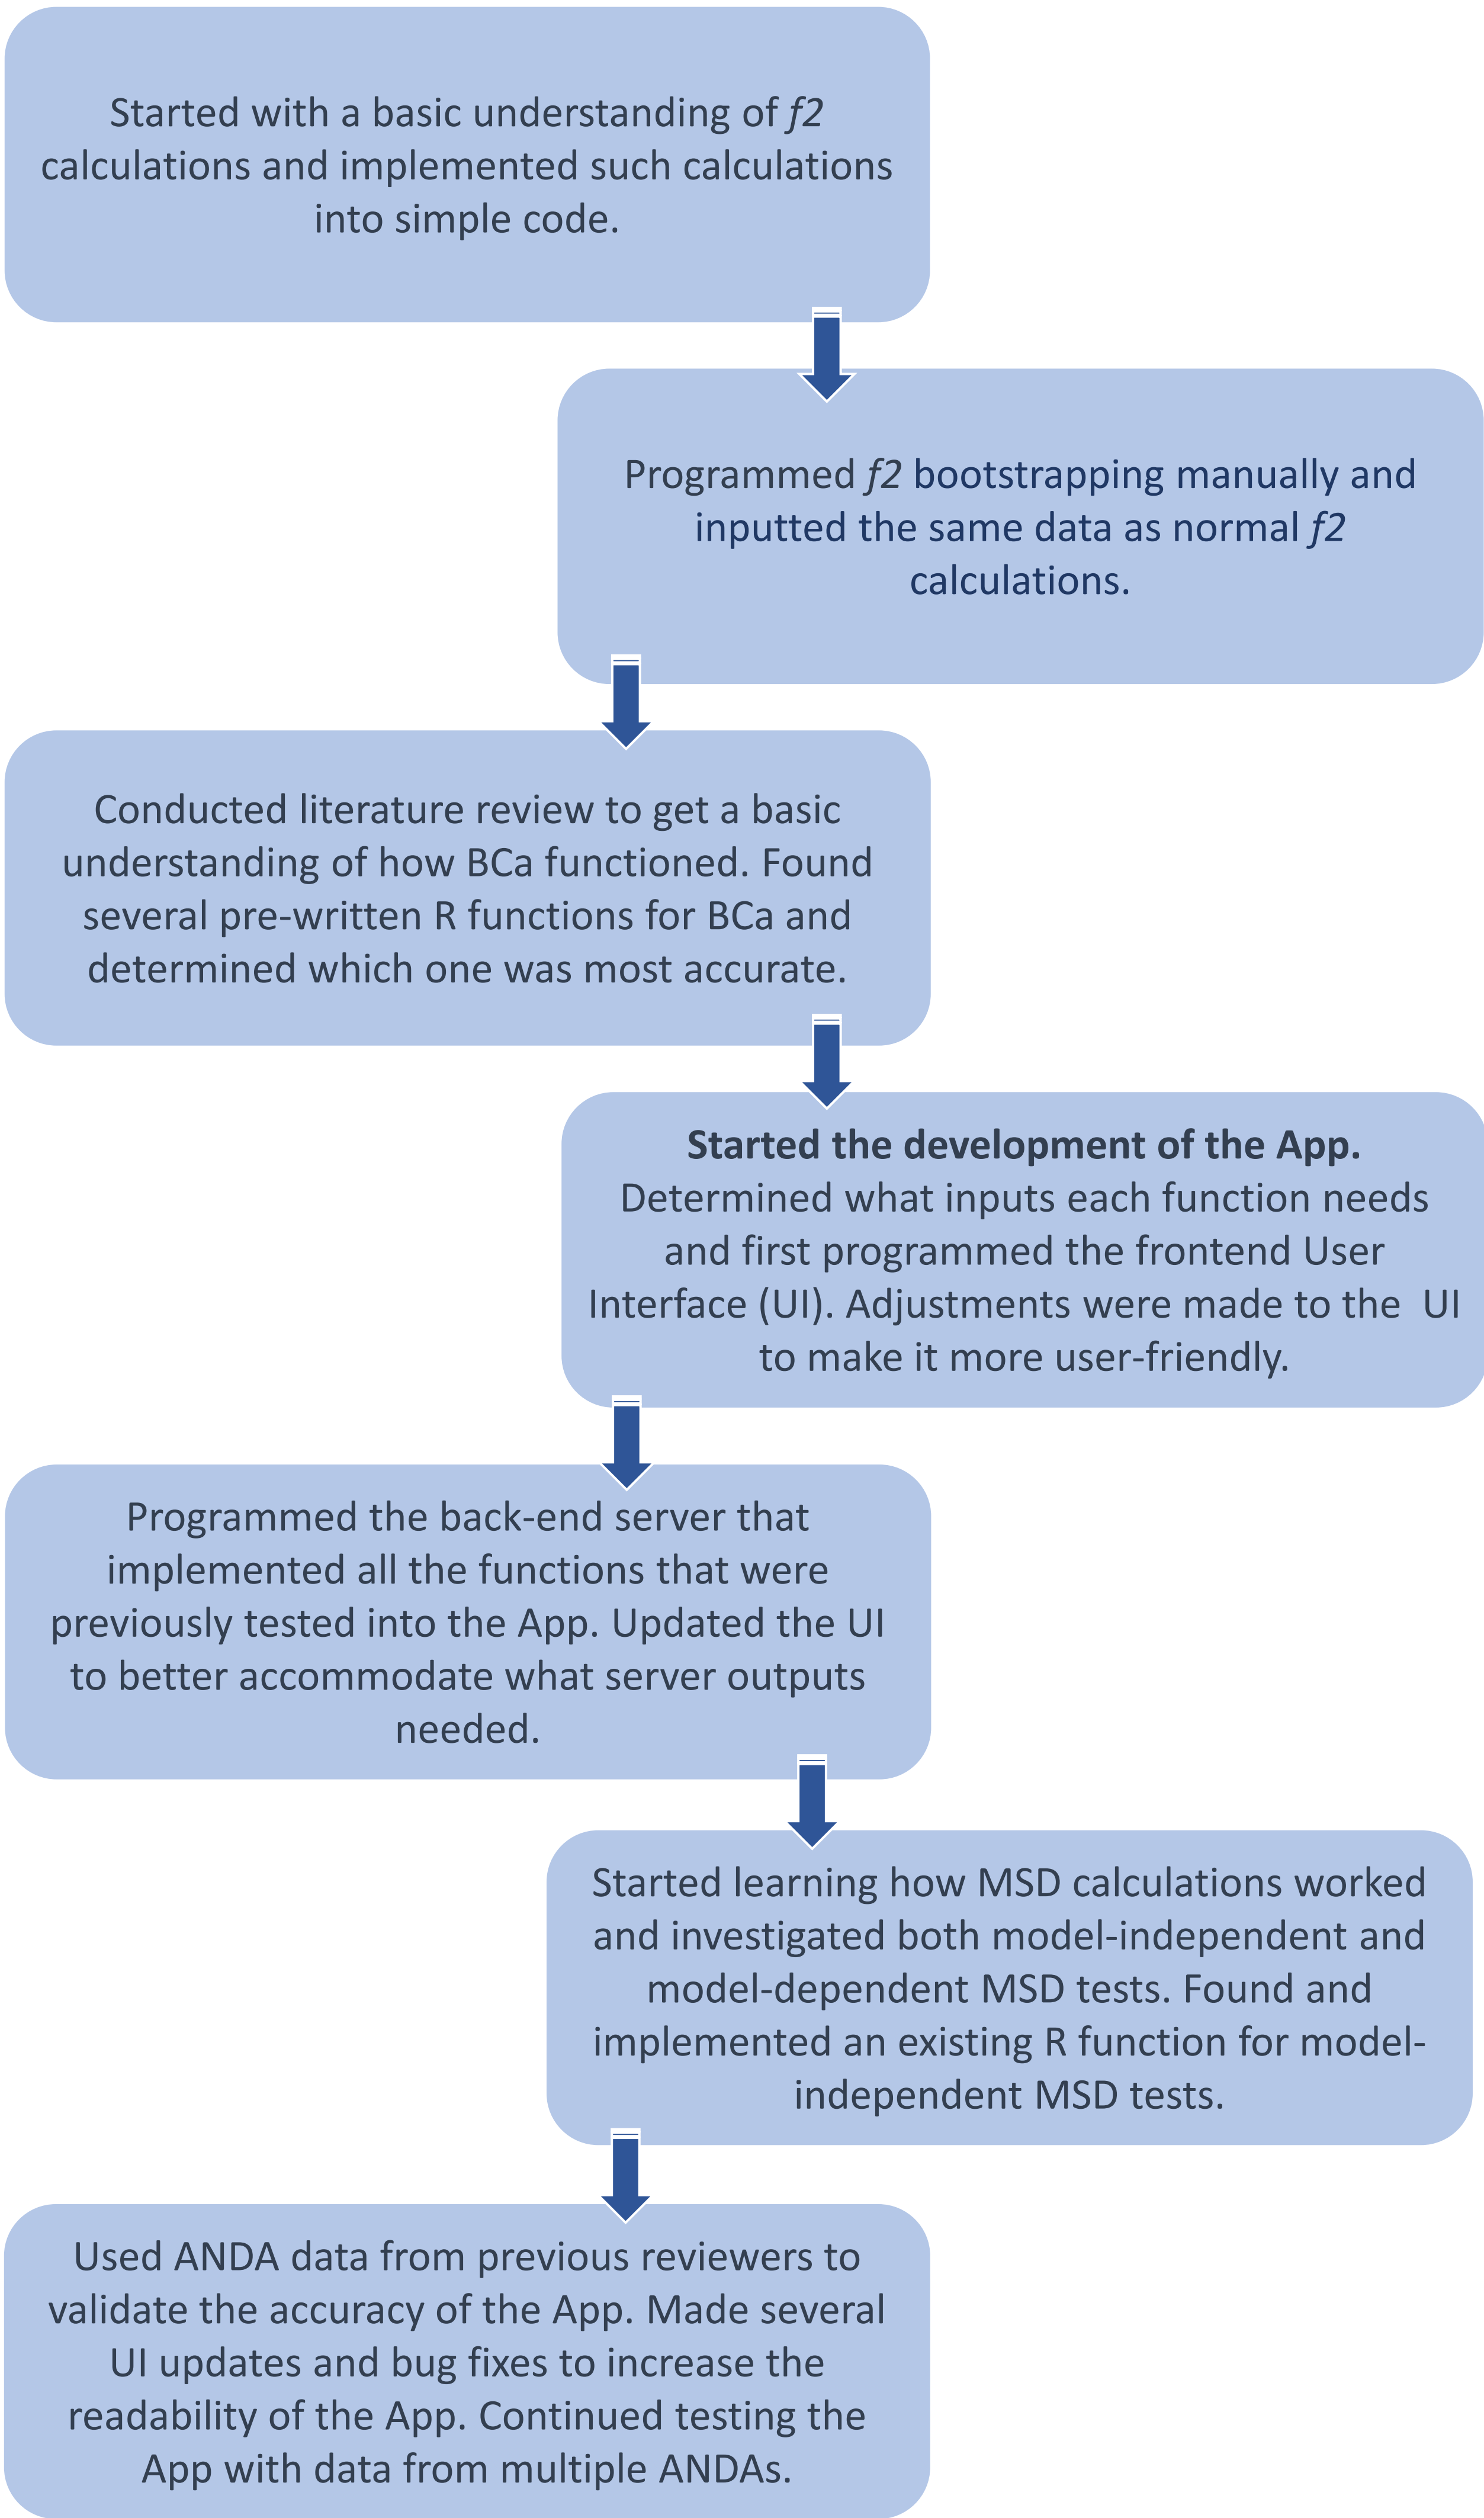 Started with a basic understanding of f2
calculations and implemented such calculations
into simple code.
Programmed f2 bootstrapping manually and
inputted the same data as normal f2
calculations.
Conducted literature review to get a basic
understanding of how BCa functioned. Found
several pre-written R functions for BCa and
determined which one was most accurate.
Started the development of the App.
Determined what inputs each function needs
and first programmed the frontend User
Interface (UI). Adjustments were made to the  UI
to make it more user-friendly.
Programmed the back-end server that
implemented all the functions that were
previously tested into the App. Updated the UI
to better accommodate what server outputs
needed.
Started learning how MSD calculations worked
and investigated both model-independent and
model-dependent MSD tests. Found and
implemented an existing R function for model-
independent MSD tests.
Used ANDA data from previous reviewers to
validate the accuracy of the App. Made several
UI updates and bug fixes to increase the
readability of the App. Continued testing the
App with data from multiple ANDAs.